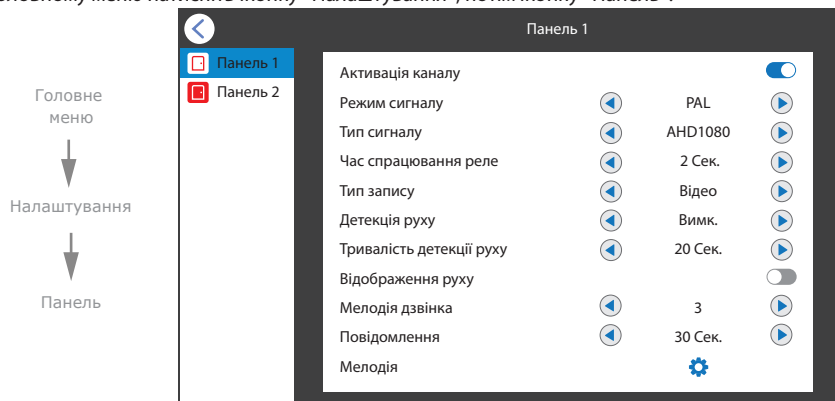 Головне
меню
Налаштування
Панель
Панель 1
Панель 1
Панель 2
Активація каналу
Режим сигналу PAL
Тип сигналу AHD1080
Час спрацювання реле 2 Сек.
Тип запису Відео
Детекція руху Вимк.
Тривалість детекції руху 20 Сек.
Відображення руху
Мелодія дзвінка 3
Повідомлення 30 Сек.
Мелодія